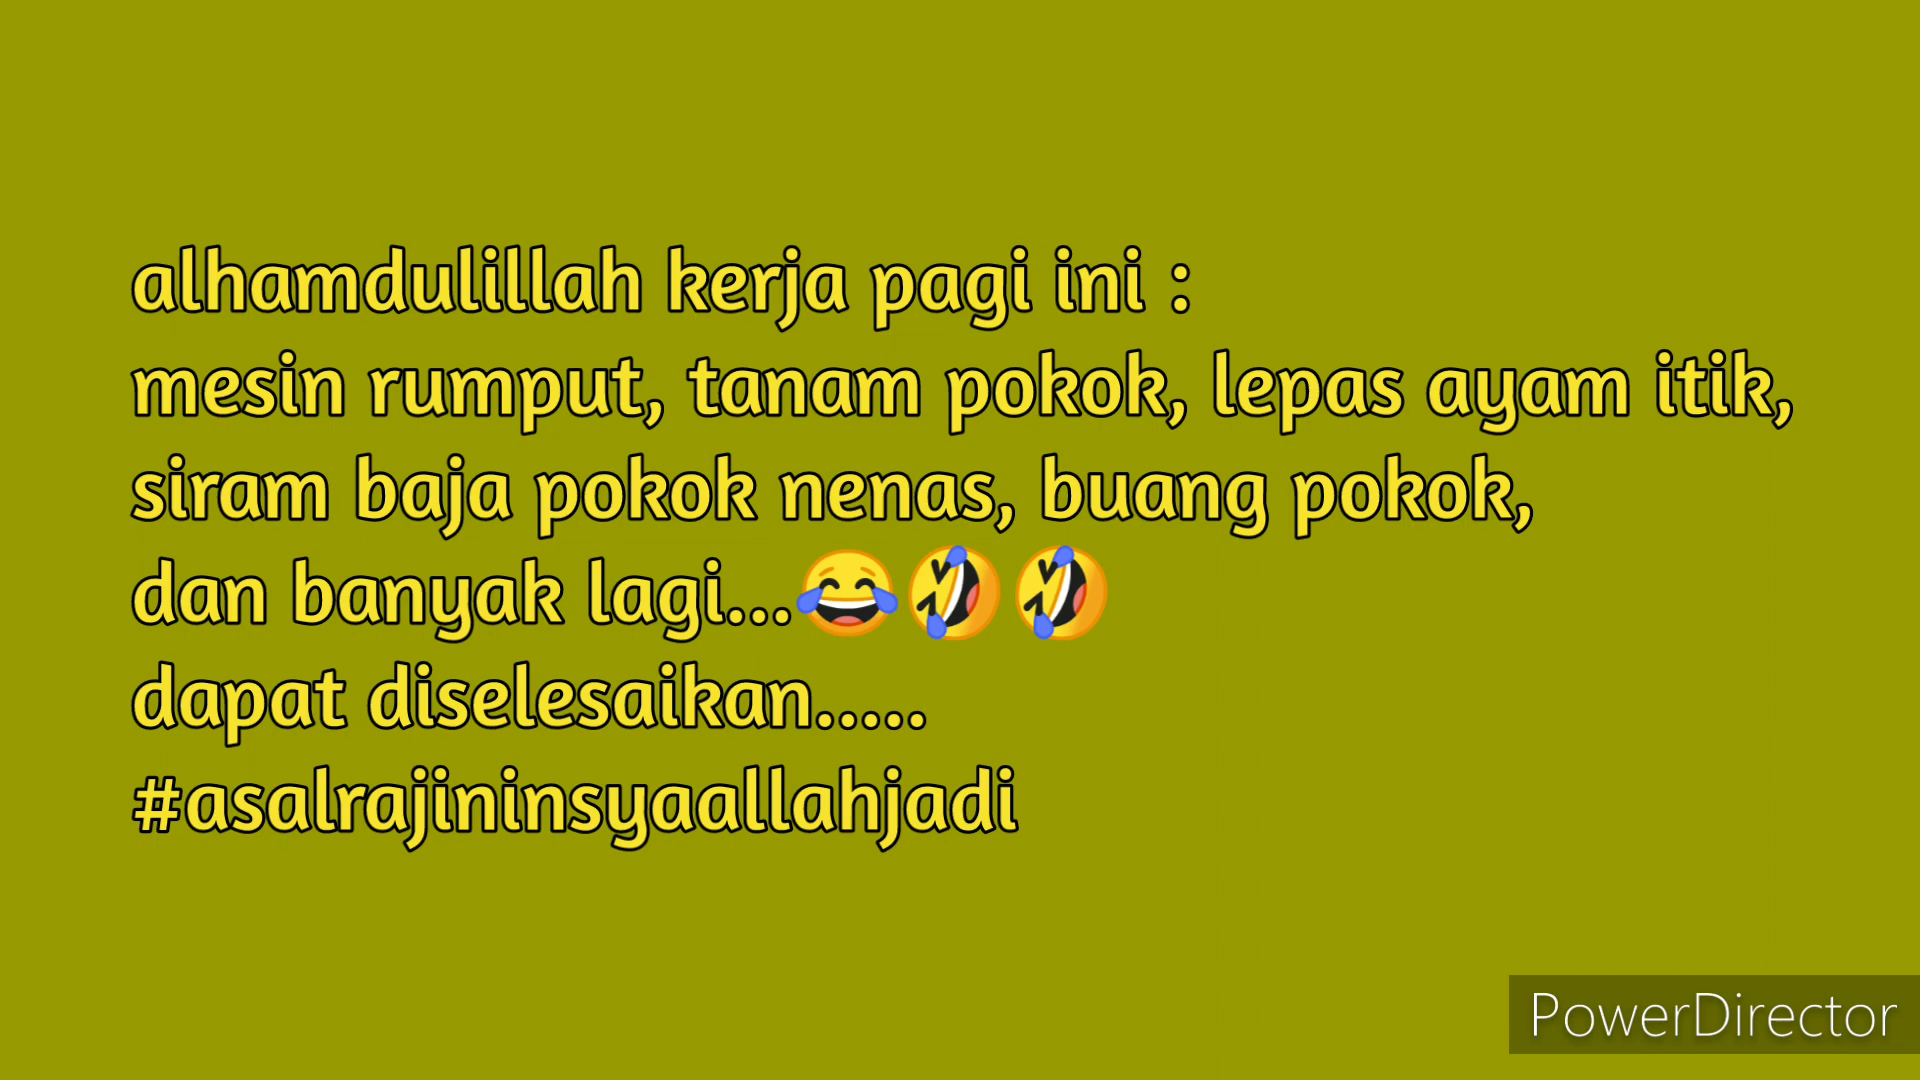 alhamdulillah kerja pagi ini :
mesin rumput, tanam pokok, lepas ayam itik,
siram baja pokok nenas, buang pokok,
dan banyak lagi...😂🤣🤣
dapat diselesaikan.....
#asalrajininsyaallahjadi
PowerDirector